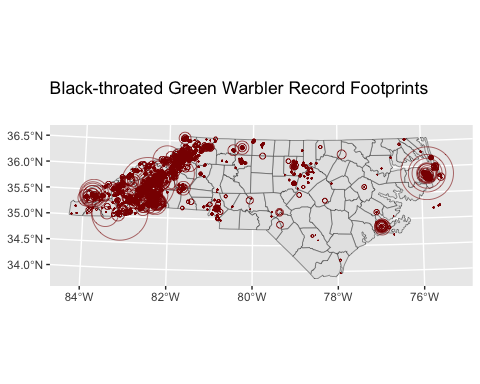 Black-throated Green Warbler Record Footprints
36.5°N
36.0°N
35.5°N
35.0°N
34.5°N
34.0°N
84°W 82°W 80°W 78°W 76°W